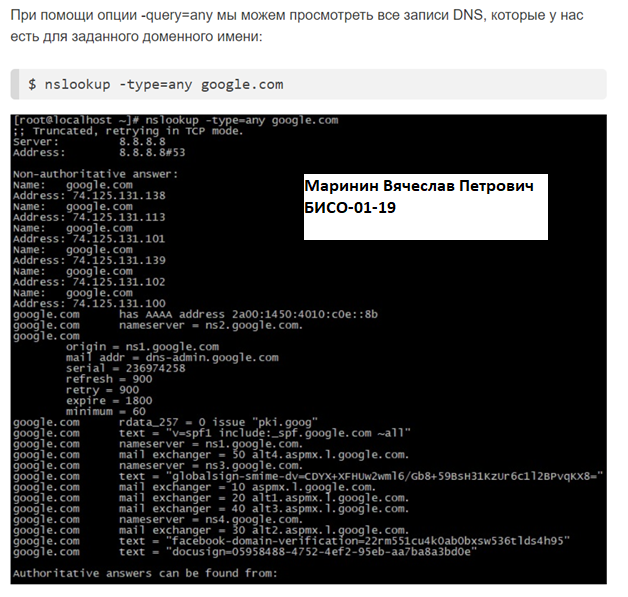 При помощи опции -query=any мы можем просмотреть все записи DNS, которые у нас
есть для заданного доменного имени:
$ nslookup -type=any google.com
[root@localhost ~]# nslookup -type=any google.com
;; Truncated, retrying in TCP mode.
Server: 8.8.8.8
Address: 8.8.8.8#53
Non-authoritative answer:
Name: google.com
Address: 74.125.131.138
Name: google.com
Address: 74.125.131.113
Name: google.com
Address: 74.125.131.101
Name: google.com
Address: 74.125.131.139
Name: google.com
Address: 74.125.131.102
Name: google.com
Address: 74.125.131.100
Маринин Вячеслав Петрович
БИСО-01-19
google.com has AAAA address 2a00:1450:4010:c0e::8b
google.com nameserver = ns2.google.com.
google.com
origin = ns1.google.com
mail addr = dns-admin.google.com
serial = 236974258
refresh = 900
retry = 900
expire = 1800
minimum = 60
google.com rdata_257 = 0 issue "pki.goog"
google.com text = "v=spf1 include:_spf.google.com ~all"
google.com nameserver = ns1.google.com.
google.com mail exchanger = 50 alt4.aspmx.l.google.com.
google.com nameserver = ns3.google.com.
google.com text = "globalsign-smime-dv=CDYX+XFHUw2wml6/Gb8+59BsH31KzUr6c1l2BPvqKX8="
google.com mail exchanger = 10 aspmx.l.google.com.
google.com mail exchanger = 20 alt1.aspmx.l.google.com.
google.com mail exchanger = 40 alt3.aspmx.l.google.com.
google.com nameserver = ns4.google.com.
google.com mail exchanger = 30 alt2.aspmx.l.google.com.
google.com text = "facebook-domain-verification=22rm551cu4k0ab0bxsw536tlds4h95"
google.com text = "docusign=05958488-4752-4ef2-95eb-aa7ba8a3bd0e"
Authoritative answers can be found from: